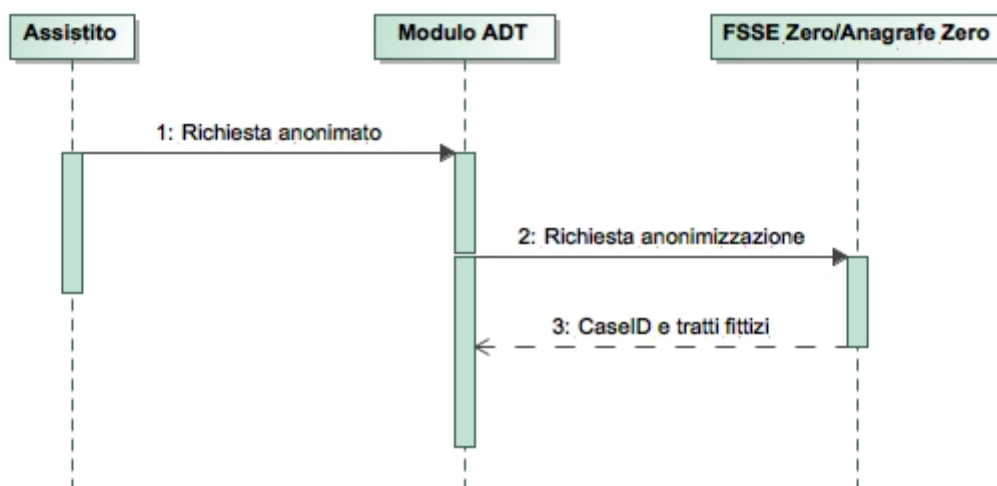 Assistito
Modulo ADT
FSSE Zero/Anagrafe Zero
1: Richiesta anonimato
2: Richiesta anonimizzazione
3: CaseID e tratti fittizi